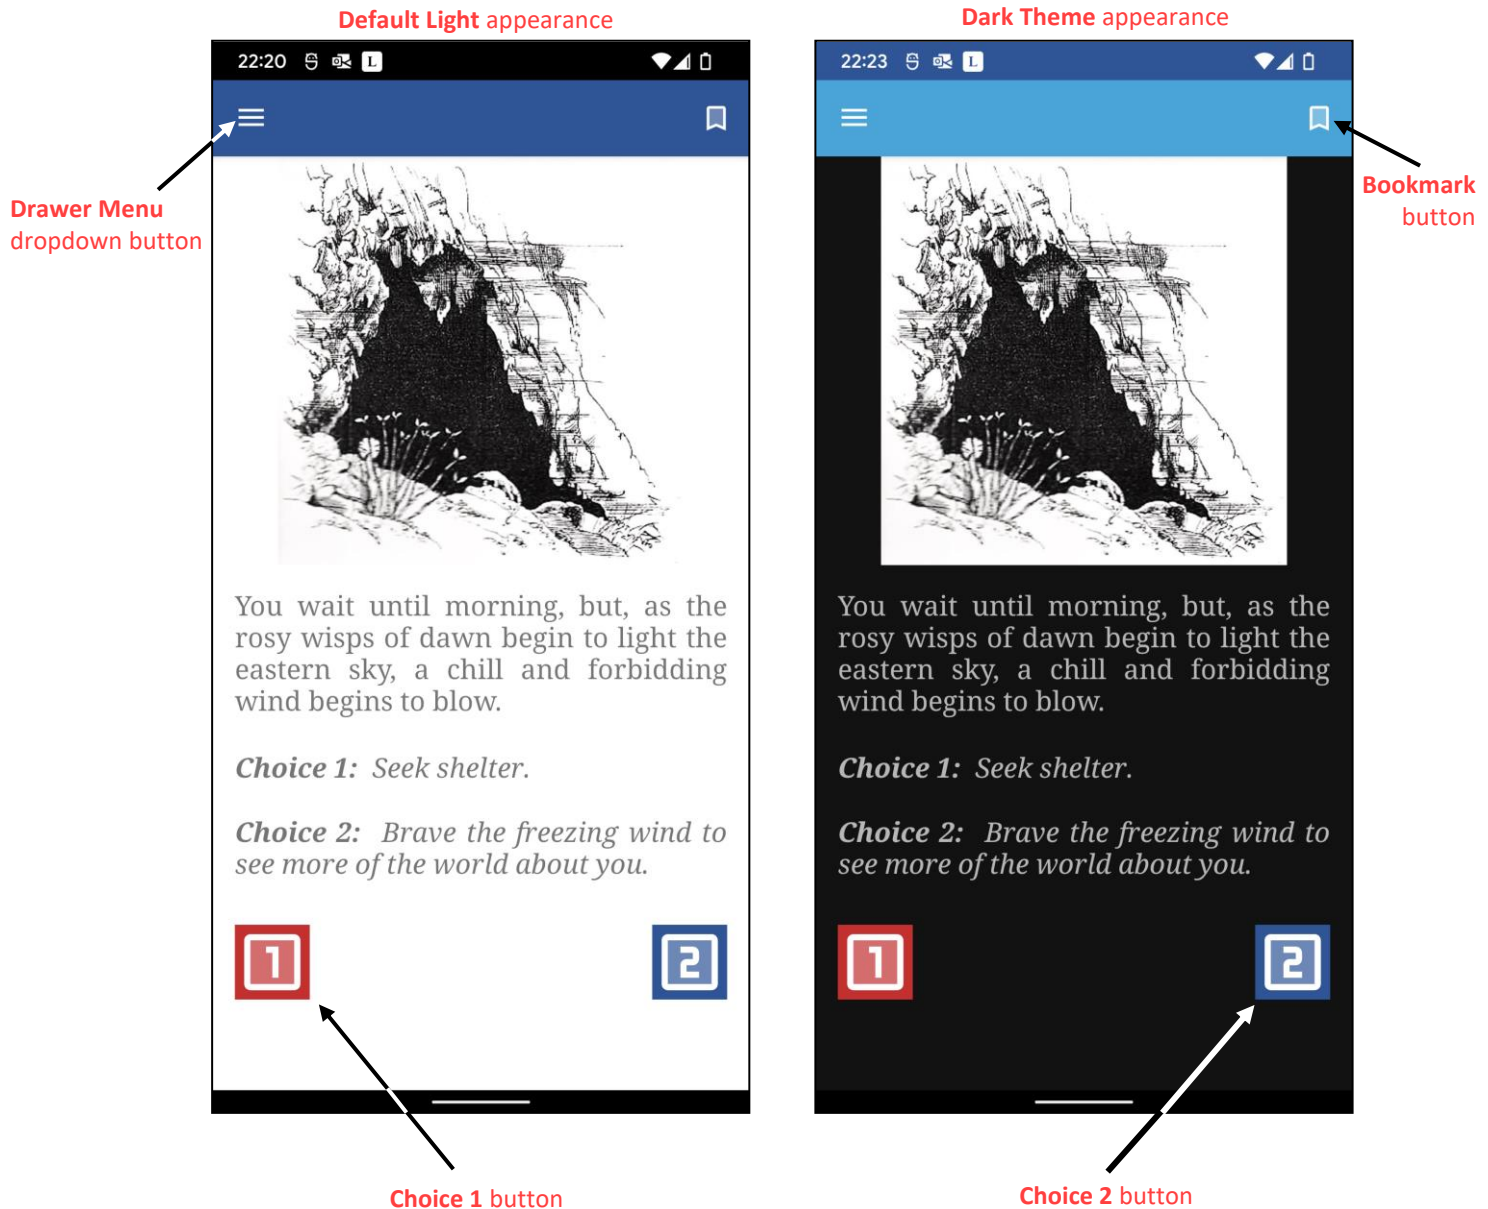 Default Light appearance
Dark Theme appearance
22:20 L
22:23 L
Drawer Menu
dropdown button
Bookmark
button
You wait until morning, but, as the
rosy wisps of dawn begin to light the
eastern sky, a chill and forbidding
wind begins to blow.
Choice 1: Seek shelter.
Choice 2: Brave the freezing wind to
see more of the world about you.
1
2
You wait until morning, but, as the
rosy wisps of dawn begin to light the
eastern sky, a chill and forbidding
wind begins to blow.
Choice 1: Seek shelter.
Choice 2: Brave the freezing wind to
see more of the world about you.
1
2
Choice 1 button
Choice 2 button